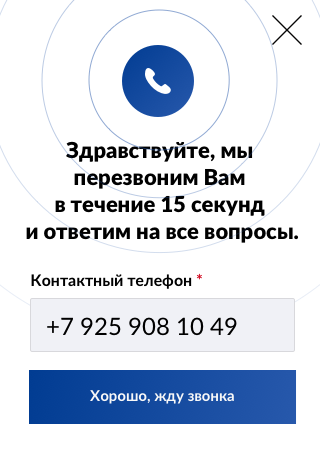 Здравствуйте, мы
перезвоним Вам
в течение 15 секунд
и ответим на все вопросы.
Контактный телефон *
+7 925 908 10 49
Хорошо, жду звонка